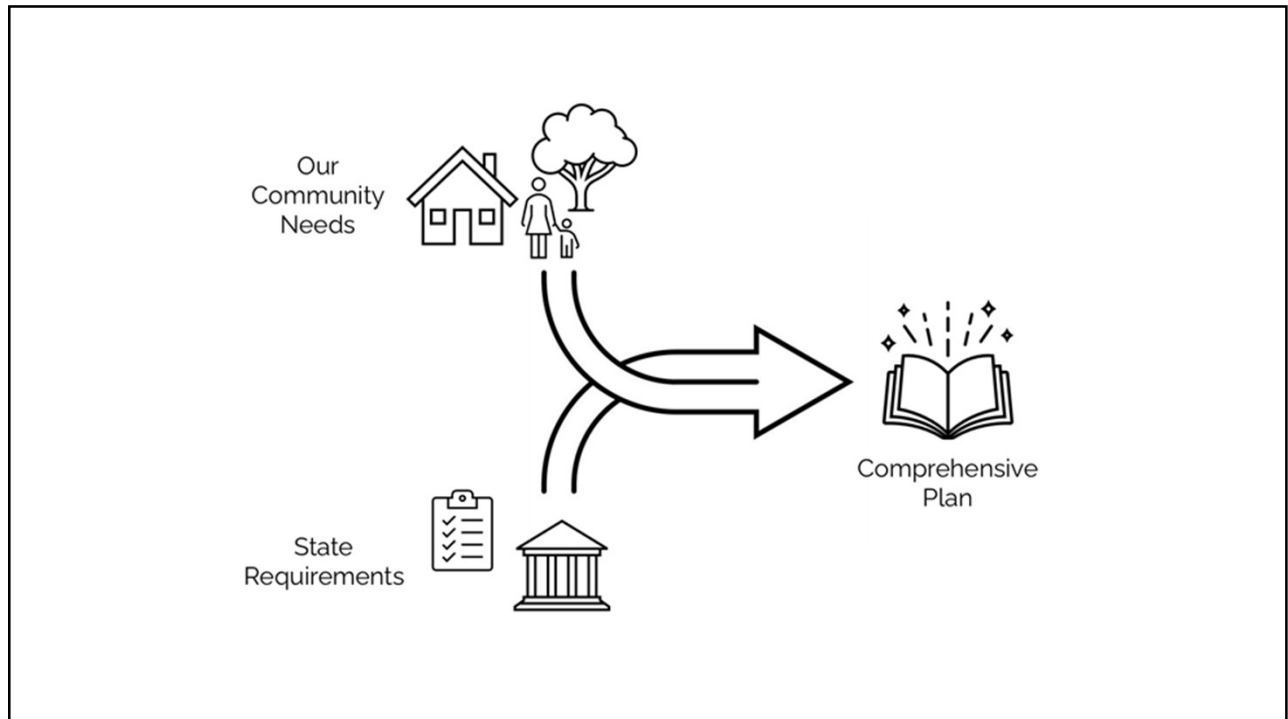 Our
Community
Needs
State
Requirements
Comprehensive
Plan